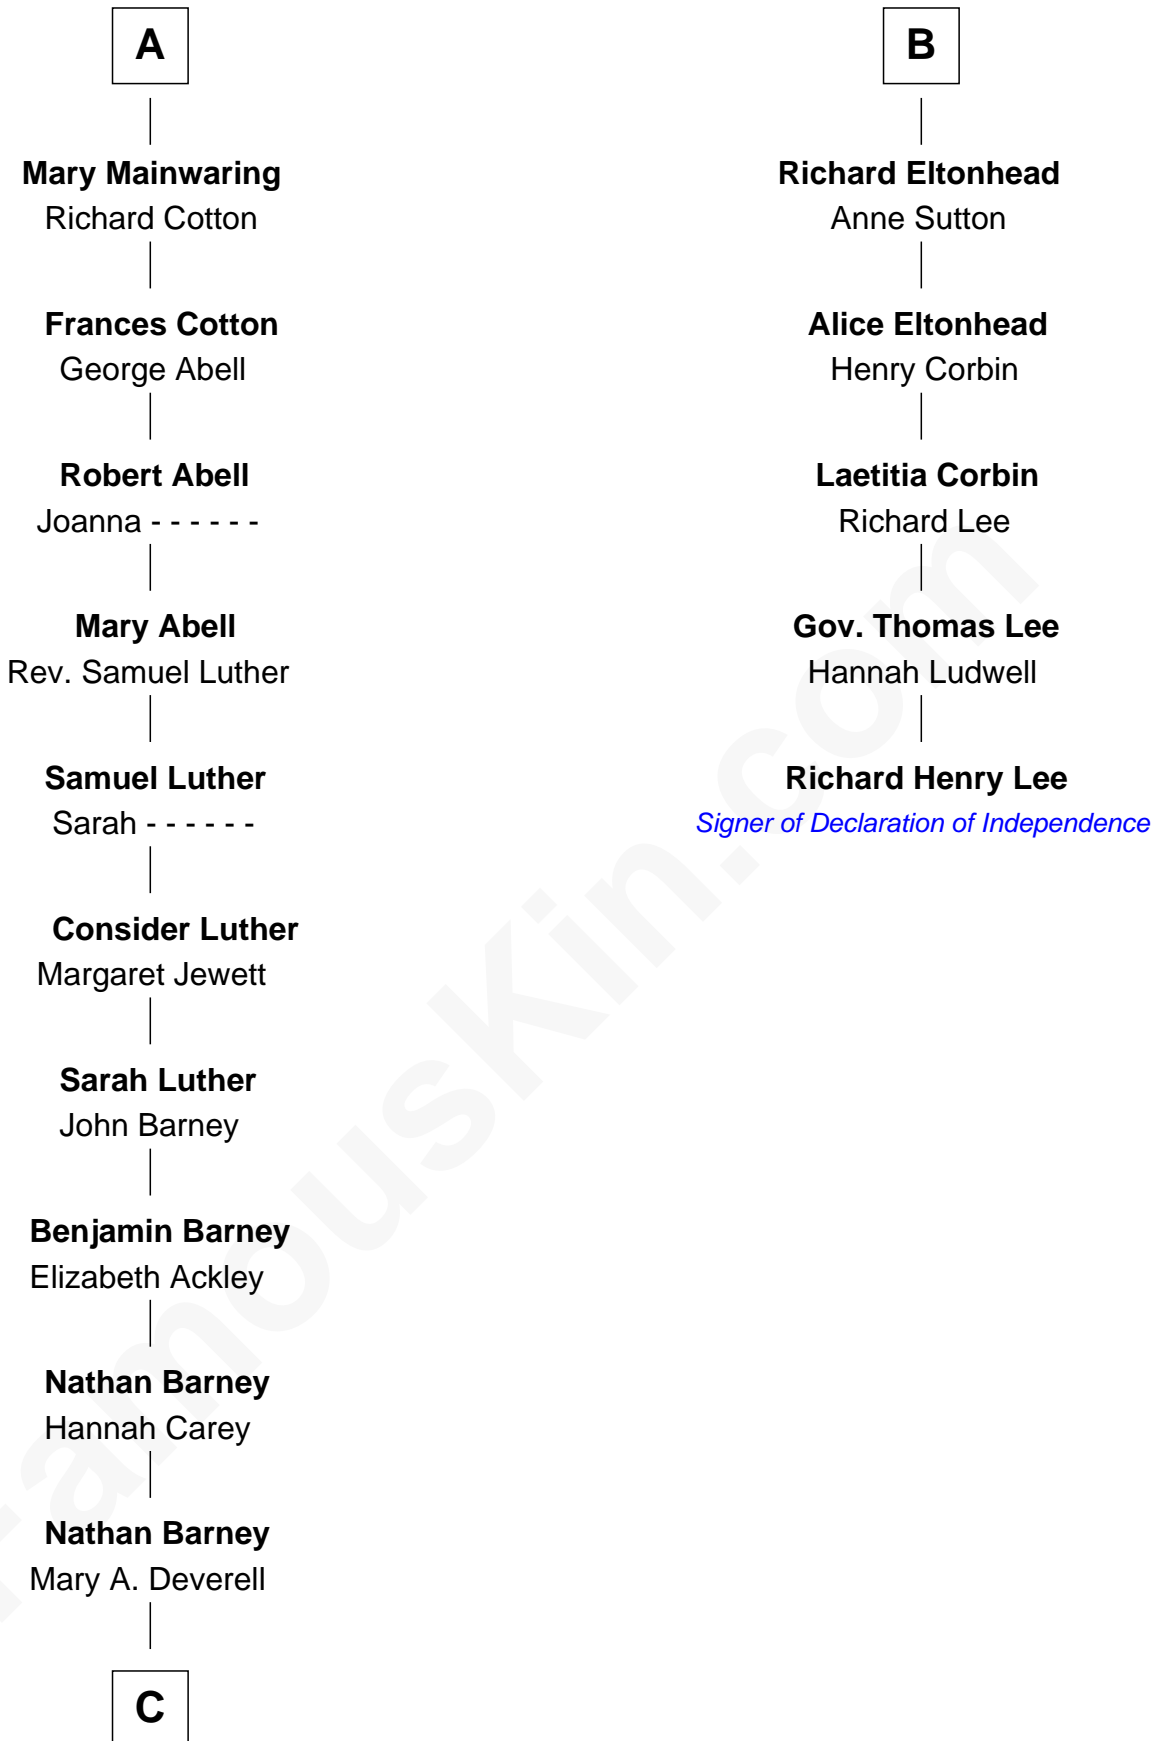 A
Mary Mainwaring
Richard Cotton
Frances Cotton
George Abell
Robert Abell
Joanna - - - - - -
Mary Abell
Rev. Samuel Luther
Samuel Luther
Sarah - - - - - -
Consider Luther
Margaret Jewett
Sarah Luther
John Barney
Benjamin Barney
Elizabeth Ackley
Nathan Barney
Hannah Carey
Nathan Barney
Mary A. Deverell
C
B
Richard Eltonhead
Anne Sutton
Alice Eltonhead
Henry Corbin
Laetitia Corbin
Richard Lee
Gov. Thomas Lee
Hannah Ludwell
Richard Henry Lee
Signer of Declaration of Independence
FamousKin.com